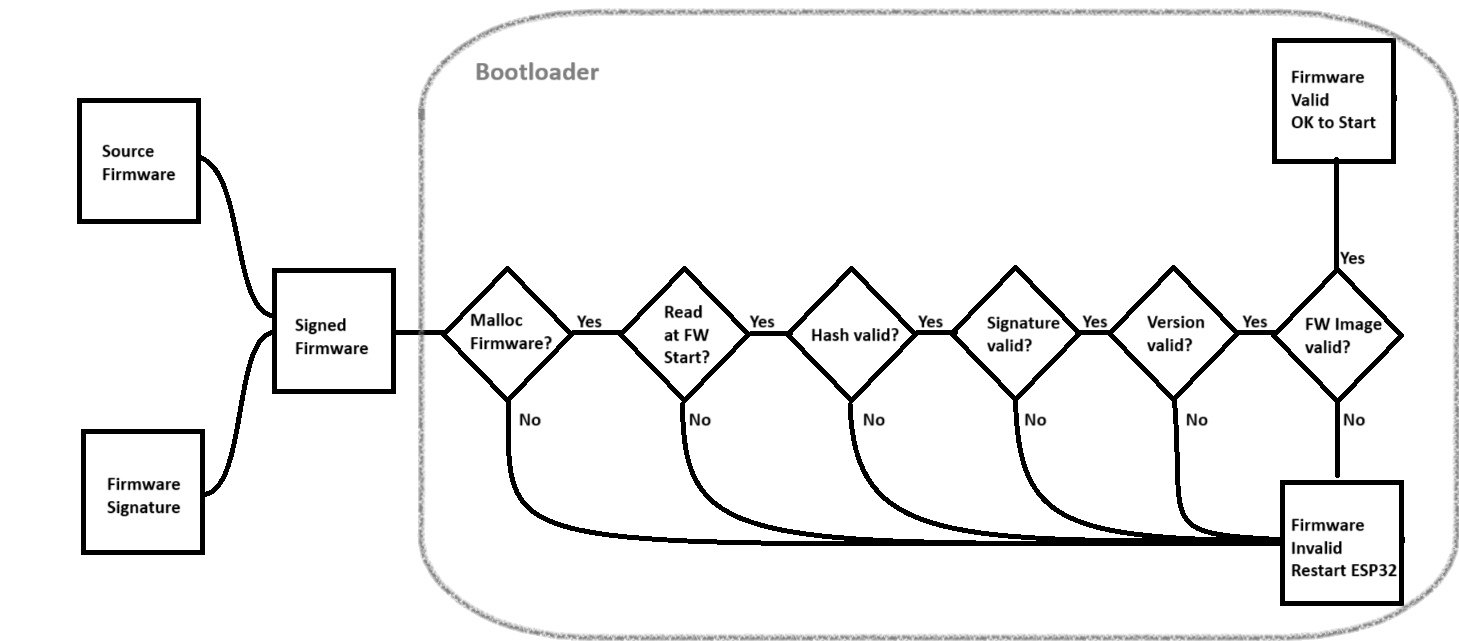 Bootloader
Firmware
Valid
OK to Start
Source
Firmware
Signed
Firmware
Firmware
Signature
Malloc
Firmware?
Yes
No
Read
at FW
Start?
Yes
No
Hash valid?
Yes
No
Signature
valid?
Yes
No
Version
valid?
Yes
No
FW Image
valid?
Yes
No
Firmware
Invalid
Restart ESP32